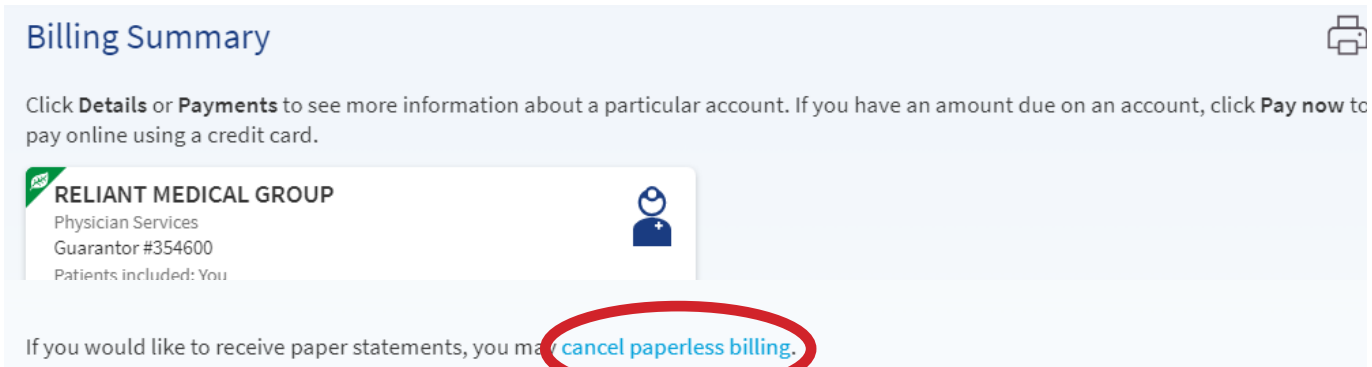 Billing Summary
Click Details or Payments to see more information about a particular account. If you have an amount due on an account, click Pay now to
pay online using a credit card.
RELIANT MEDICAL GROUP
Physician Services
Guarantor #354600
Patients included: You
If you would like to receive paper statements, you may cancel paperless billing.